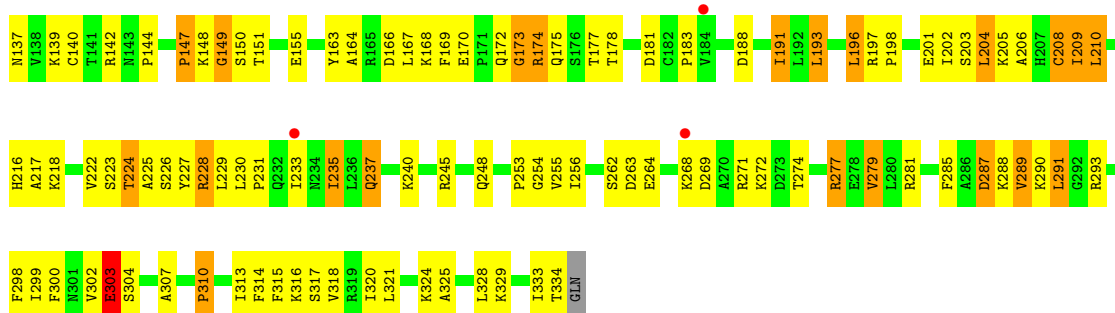 N137 V138 K139 C140 T141 R142 N143 P144 P147 K148 G149 S150 T151 E155 Y163 A164 R165 D166 L167 K168 F169 E170 P171 Q172 G173 R174 Q175 S176 T177 T178 D181 C182 P183 V184 D188 I191 L192 L193 L196 R197 P198 E201 I202 S203 L204 K205 A206 H207 C208 I209 L210
H216 A217 K218 V222 S223 T224 A225 S226 Y227 R228 L229 L230 P231 Q232 I233 N234 I235 L236 Q237 K240 R245 Q248 P253 G254 V255 I256 S262 D263 E264 K268 D269 A270 R271 K272 D273 T274 R277 E278 V279 L280 R281 F285 A286 D287 K288 V289 K290 L291 G292 R293
F298 I299 F300 N301 V302 E303 S304 A307 P310 I313 F314 F315 K316 S317 V318 R319 I320 L321 K324 A325 L328 K329 I333 T334 GLN